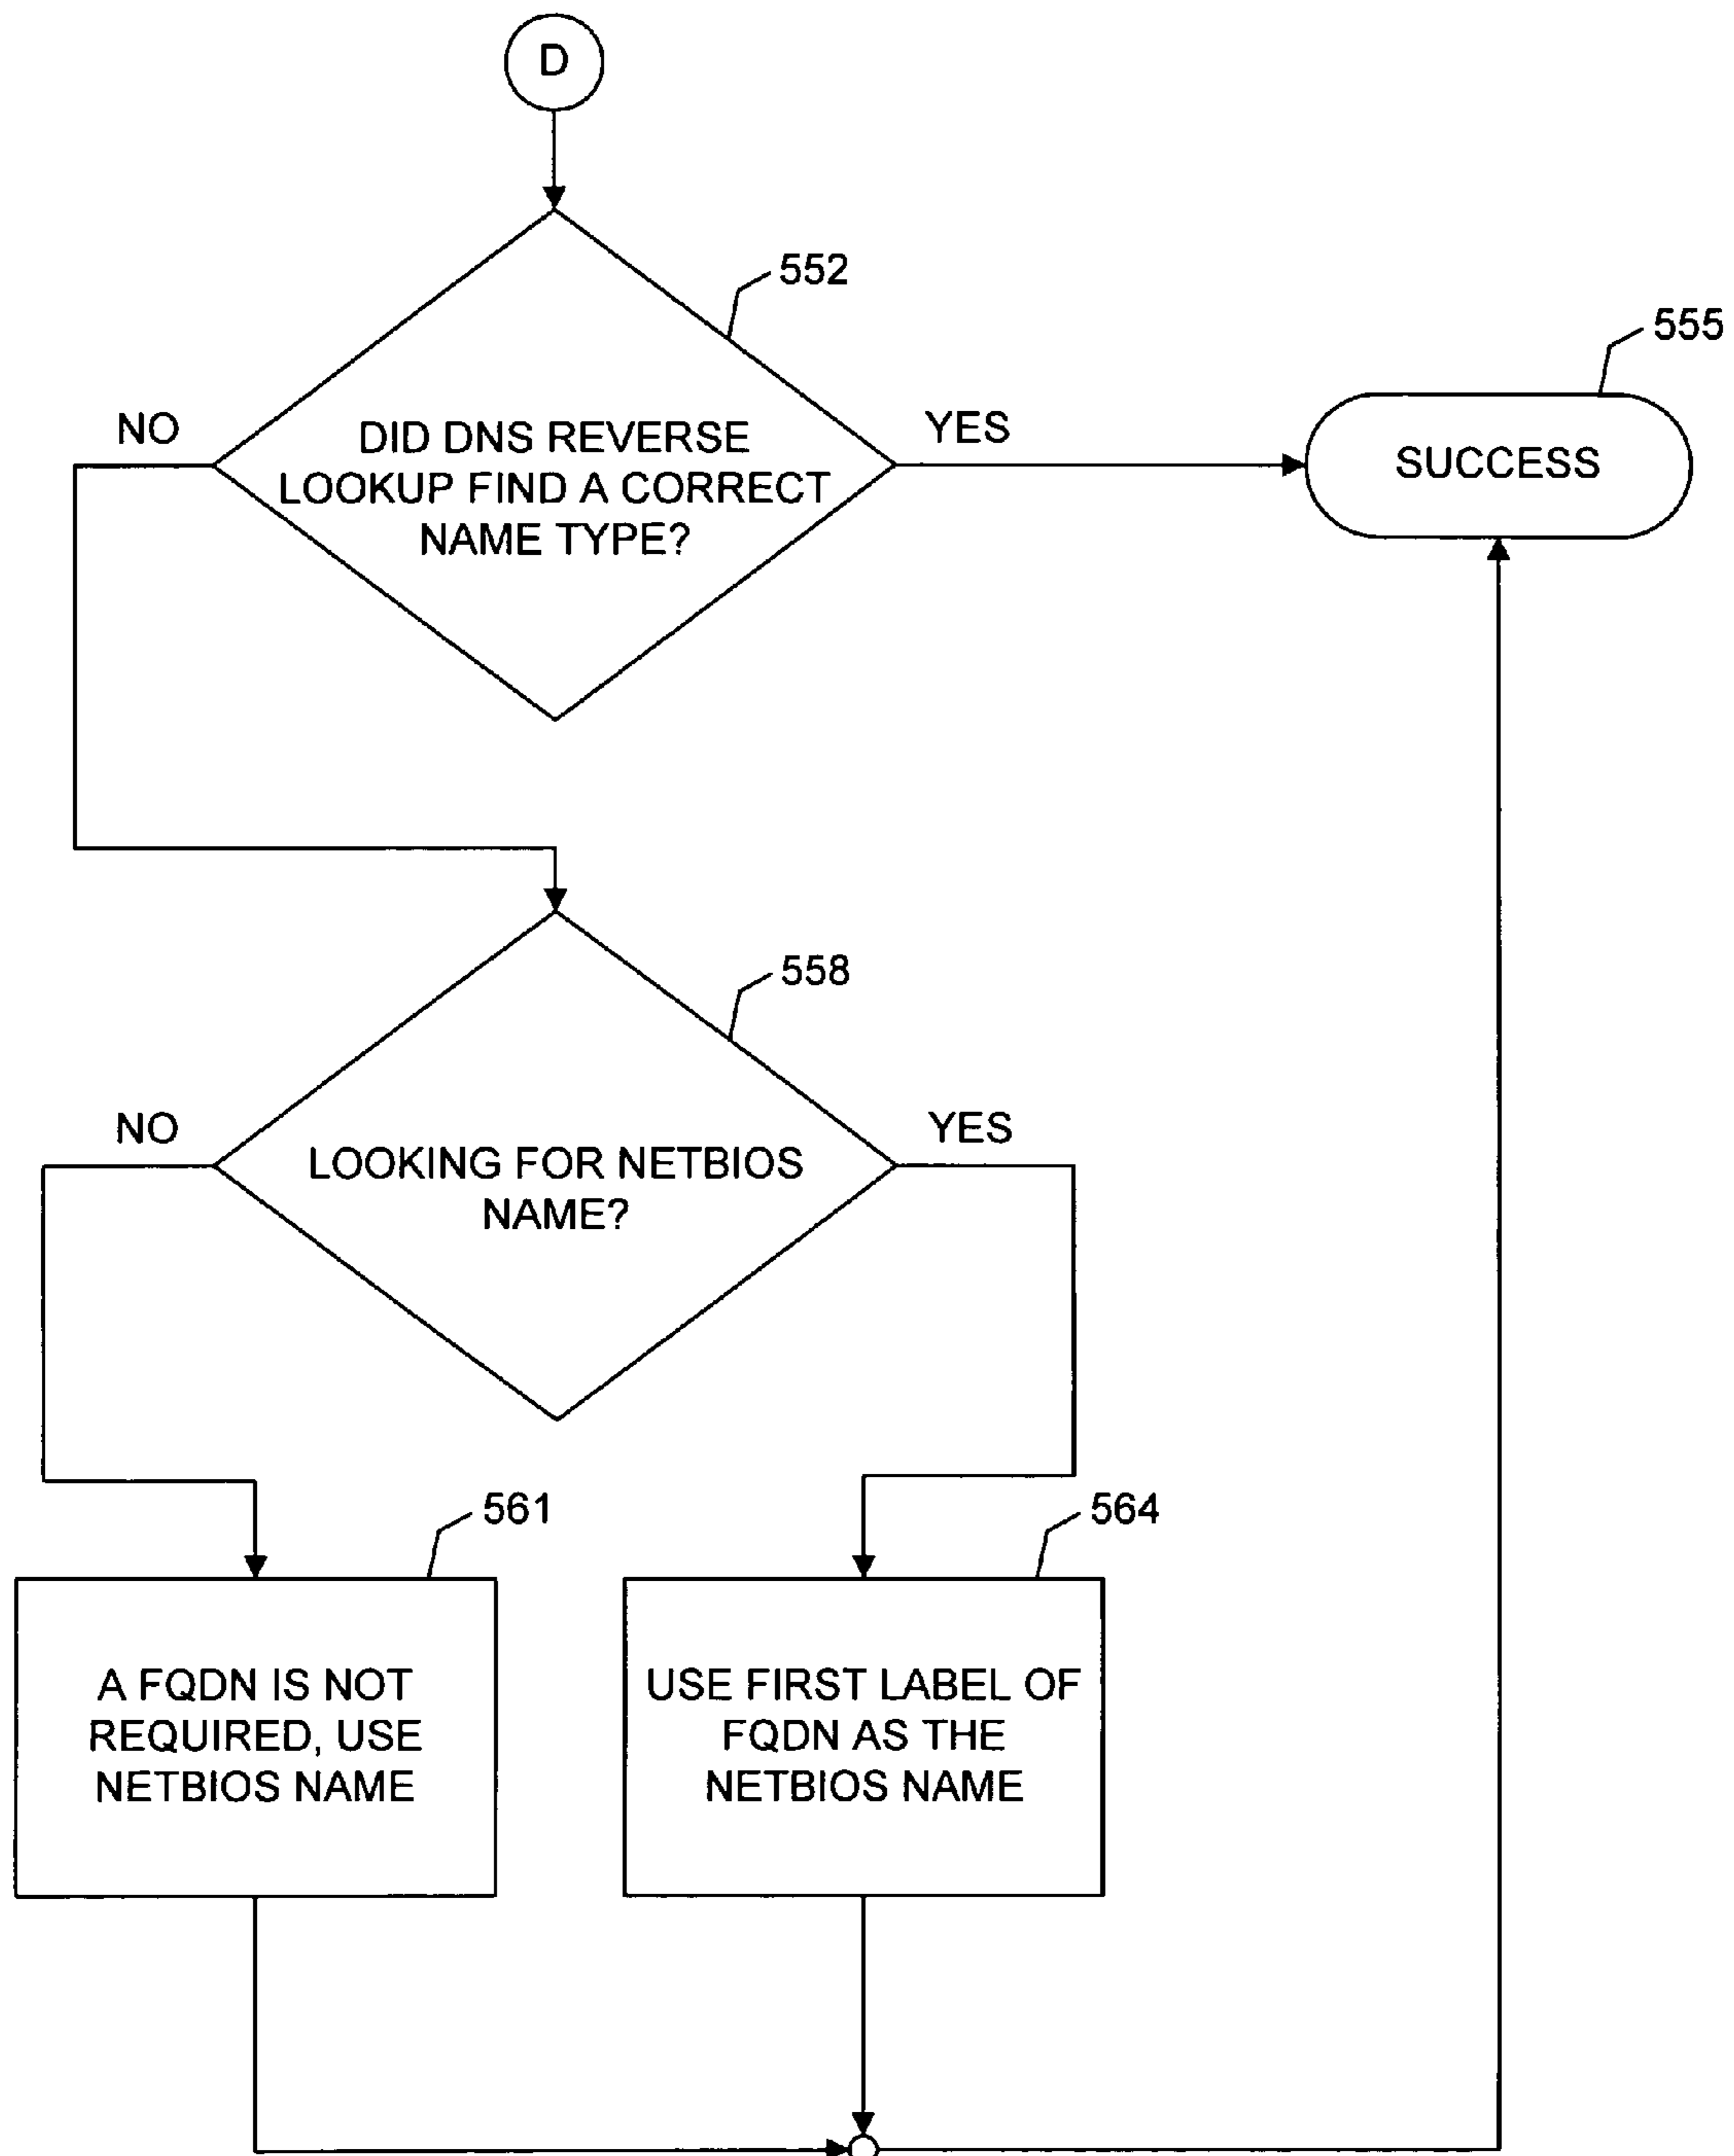 D
552
555
NO
DID DNS REVERSE
LOOKUP FIND A CORRECT
NAME TYPE?
YES
SUCCESS
558
NO
LOOKING FOR NETBIOS
NAME?
YES
561
564
A FQDN IS NOT
REQUIRED, USE
NETBIOS NAME
USE FIRST LABEL OF
FQDN AS THE
NETBIOS NAME